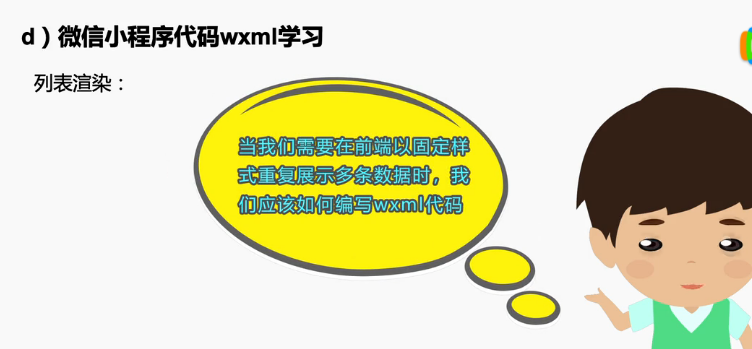 d）微信小程序代码wxml学习
列表渲染：
当我们需要在前端以固定样
式重复展示多条数据时，我
们应该如何编写wxml代码